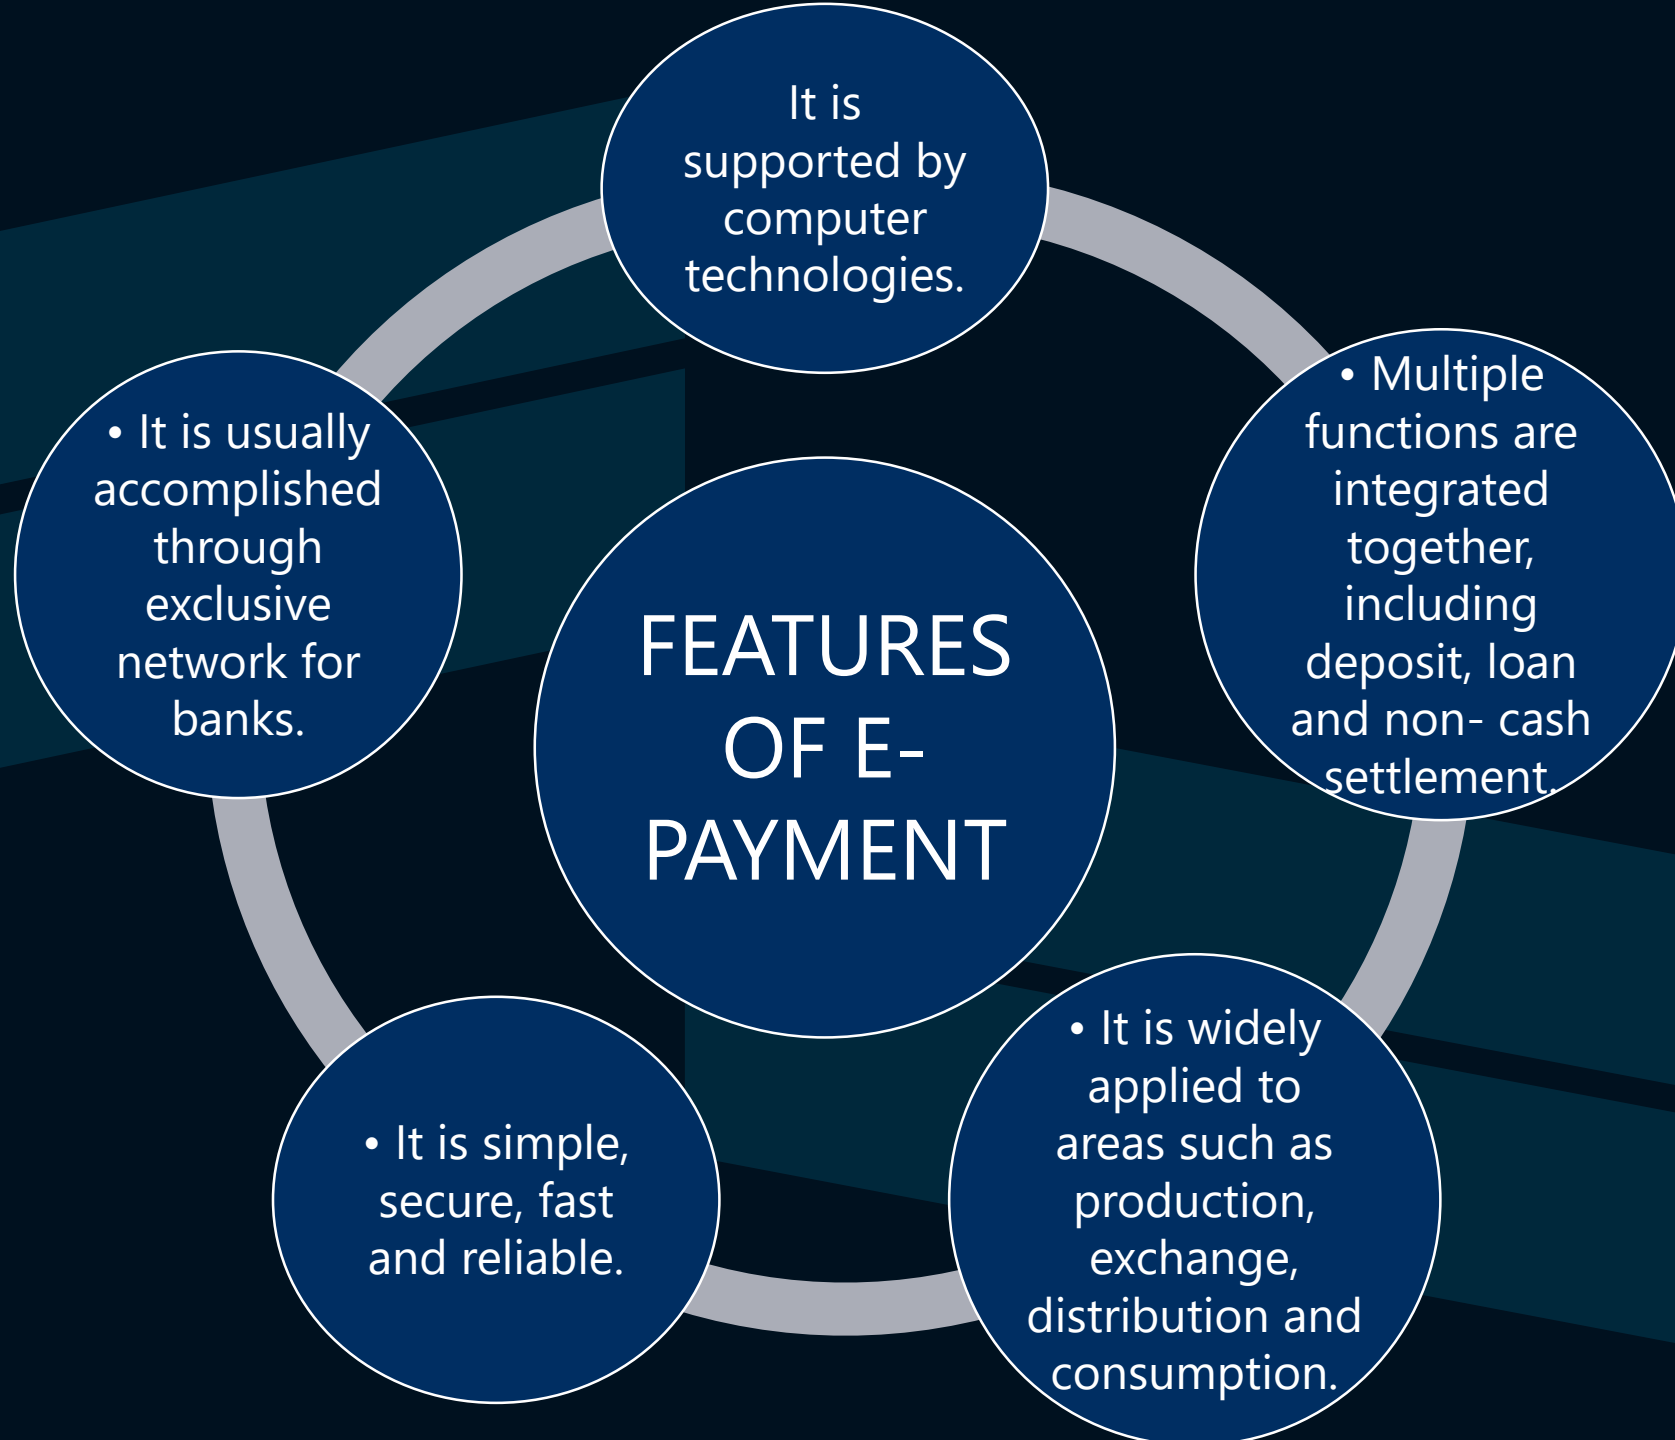 It is
supported by
computer
technologies.
• Multiple
functions are
integrated
together,
including
deposit, loan
and non- cash
settlement.
• It is widely
applied to
areas such as
production,
exchange,
distribution and
consumption.
• It is simple,
secure, fast
and reliable.
• It is usually
accomplished
through
exclusive
network for
banks.
FEATURES
OF E-
PAYMENT